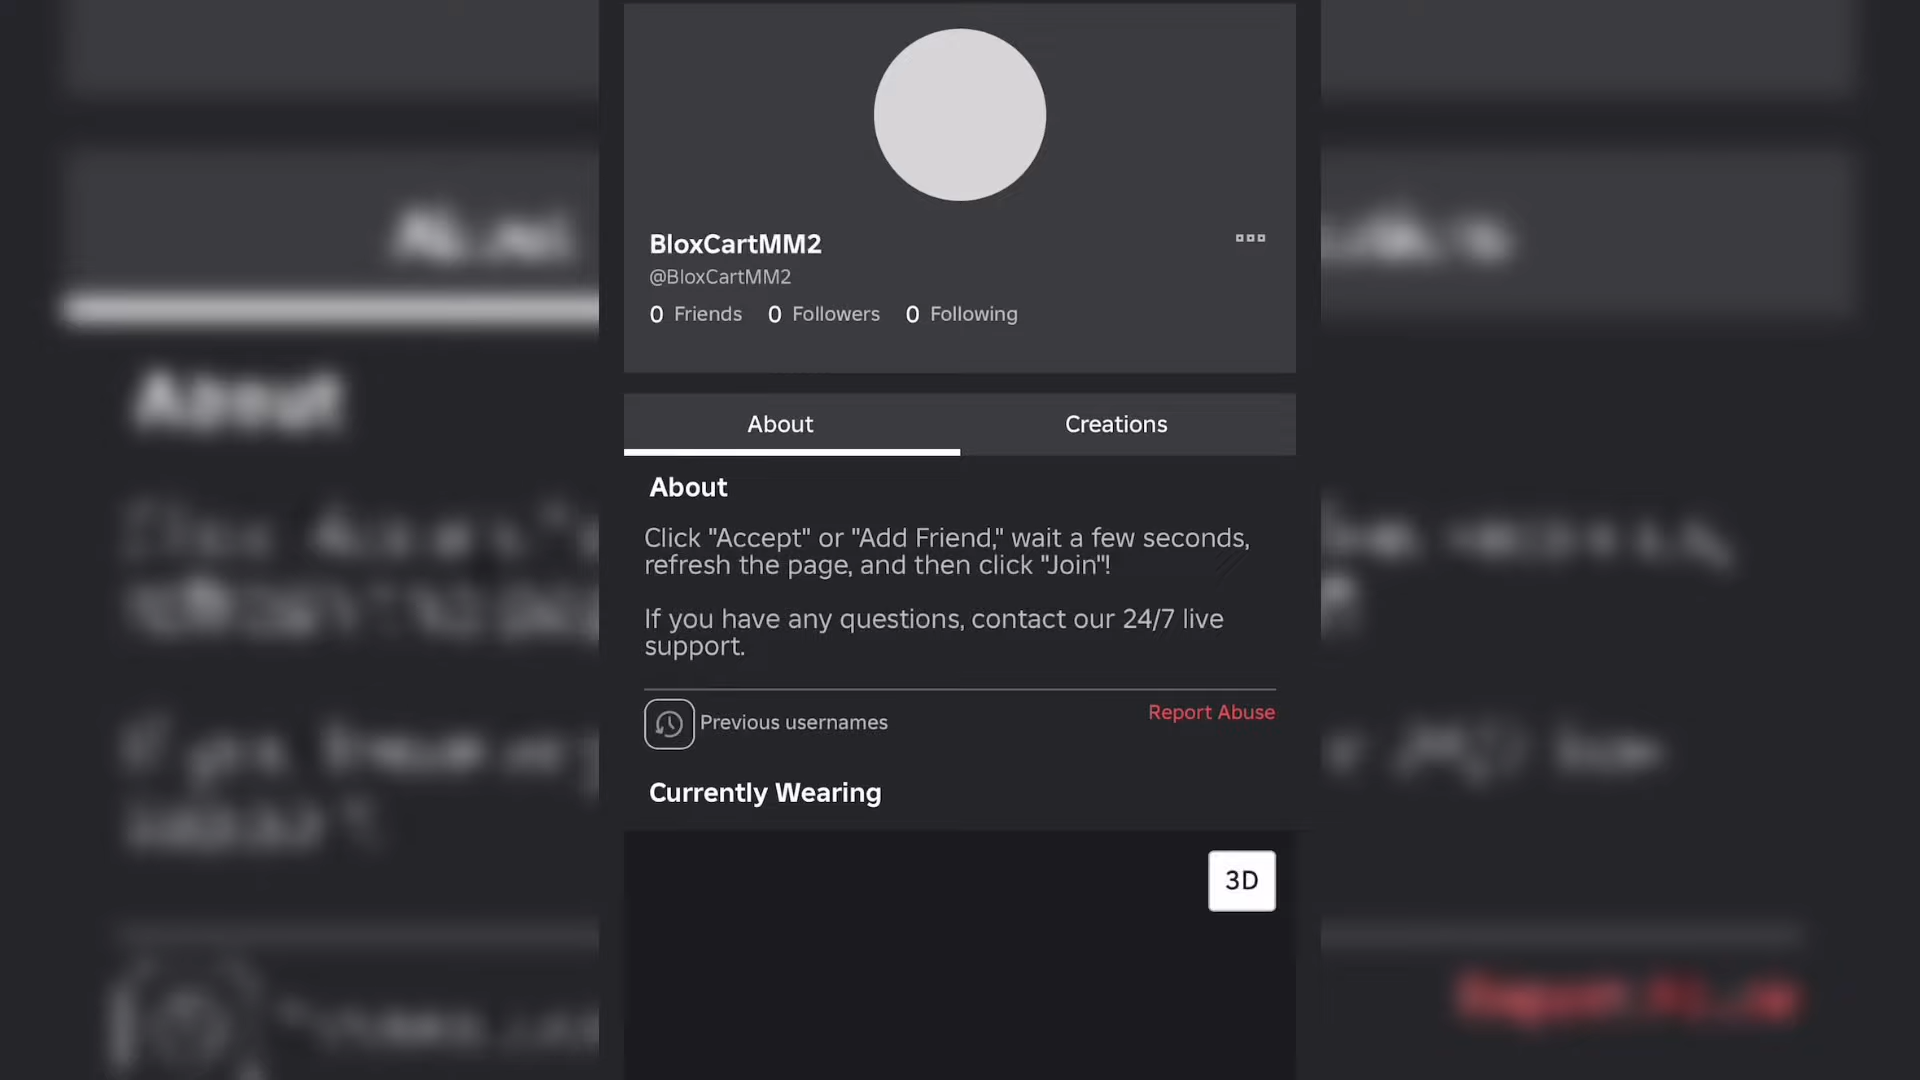 BloxCartMM2
@BloxCartMM2
0 Friends 0 Followers 0 Following
About Creations
About
Click "Accept" or "Add Friend," wait a few seconds,
refresh the page, and then click "Join"!
If you have any questions, contact our 24/7 live
support.
Previous usernames
Report Abuse
Currently Wearing
3D